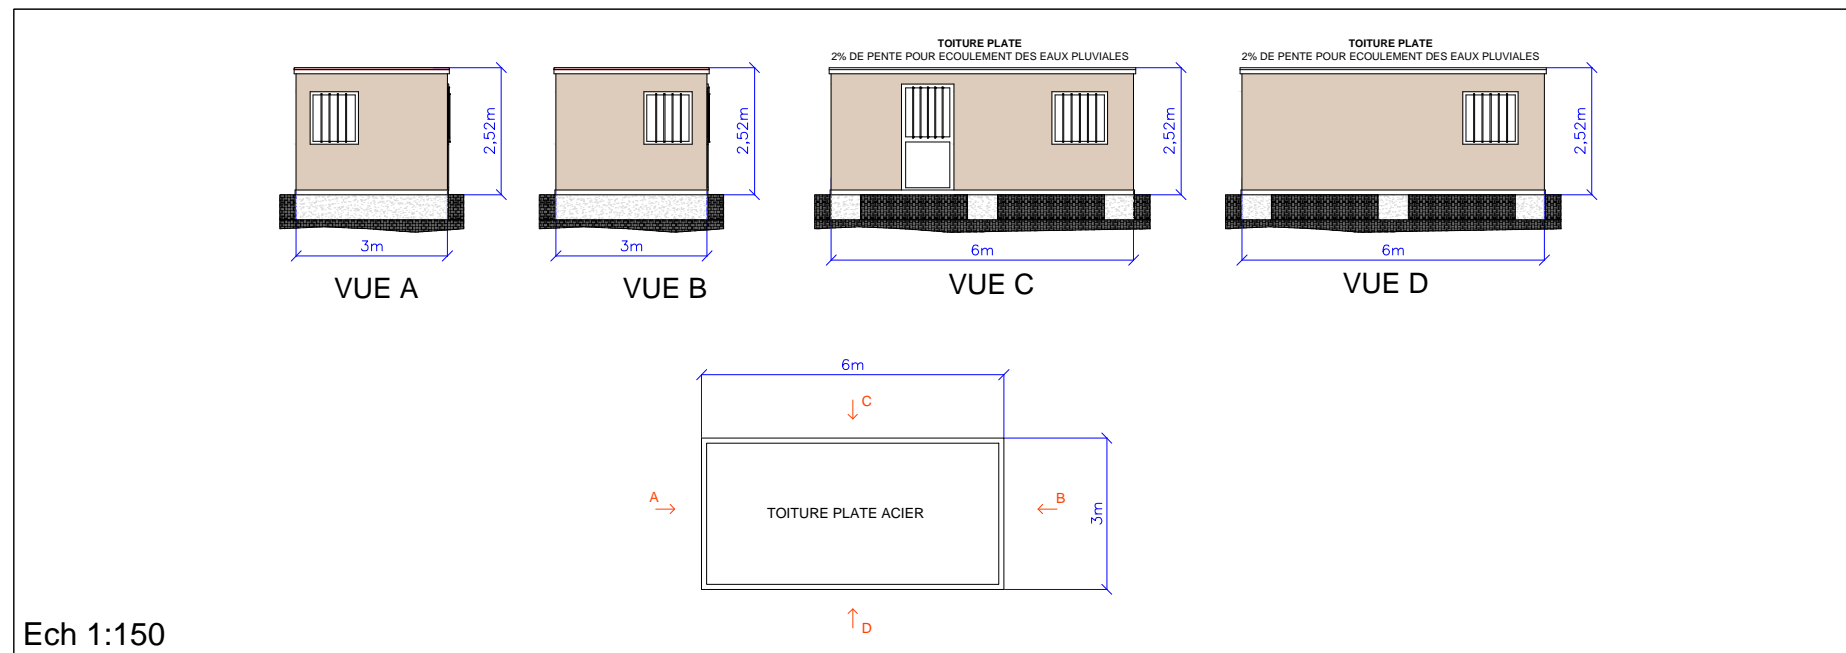 TOITURE PLATE
2% DE PENTE POUR ECOULEMENT DES EAUX PLUVIALES
TOITURE PLATE
2% DE PENTE POUR ECOULEMENT DES EAUX PLUVIALES
2,52m
2,52m
2,52m
2,52m
3m
3m
6m
6m
VUE A
VUE B
VUE C
VUE D
6m
C
A
B
3m
TOITURE PLATE ACIER
D
Ech 1:150